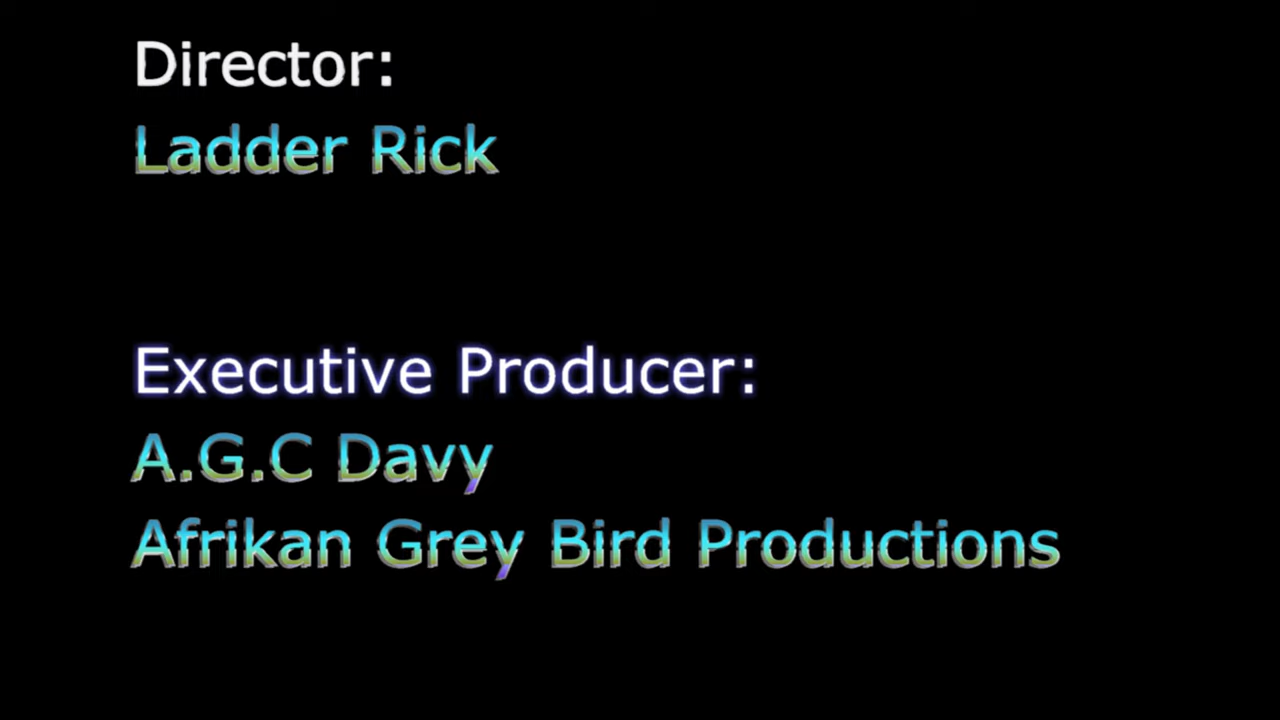 Director:
Ladder Rick
Executive Producer:
A.G.C Davy
Afrikan Grey Bird Productions